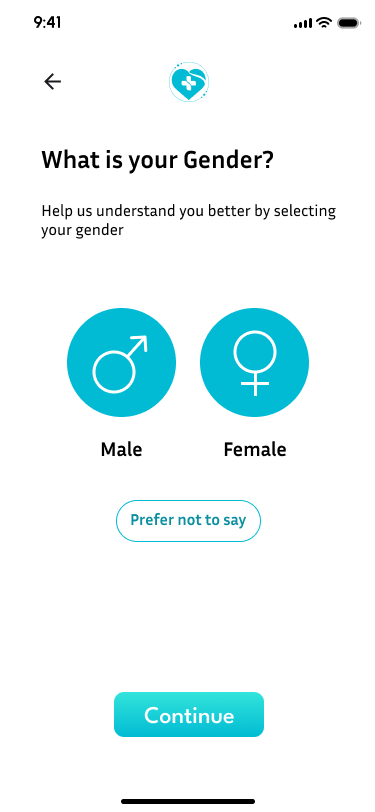 9:41
What is your Gender?
Help us understand you better by selecting
your gender
Male Female
Prefer not to say
Continue